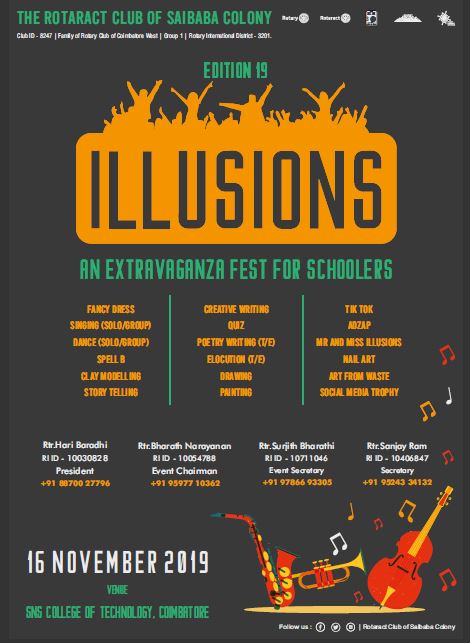 THE ROTARACT CLUB OF SAIBABA COLONY
Rotary
Rotaract
Club ID - 8247 | Family of Rotary Club of Coimbatore West | Group 1 | Rotary International District - 3201.
EDITION 19
ILLUSIONS
AN EXTRAVAGANZA FEST FOR SCHOOLERS
FANCY DRESS
SINGING (SOLO/GROUP)
DANCE (SOLO/GROUP)
SPELL B
CLAY MODELLING
STORY TELLING
CREATIVE WRITING
QUIZ
POETRY WRITING (T/E)
ELOCUTION (T/E)
DRAWING
PAINTING
TIK TOK
ADZAP
MR AND MISS ILLUSIONS
NAIL ART
ART FROM WASTE
SOCIAL MEDIA TROPHY
Rtr.Hari Baradhi
RI ID - 10030828
President
+91 88700 27796
Rtr.Bharath Narayanan
RI ID - 10054788
Event Chairman
+91 95977 10362
Rtr.Surjith Bharathi
RI ID - 10711046
Event Secretary
+91 97866 93305
Rtr.Sanjay Ram
RI ID - 10406847
Secretary
+91 95243 34132
16 NOVEMBER 2019
VENUE
SNS COLLEGE OF TECHNOLOGY, COIMBATORE
Follow us : | Rotaract Club of Saibaba Colony